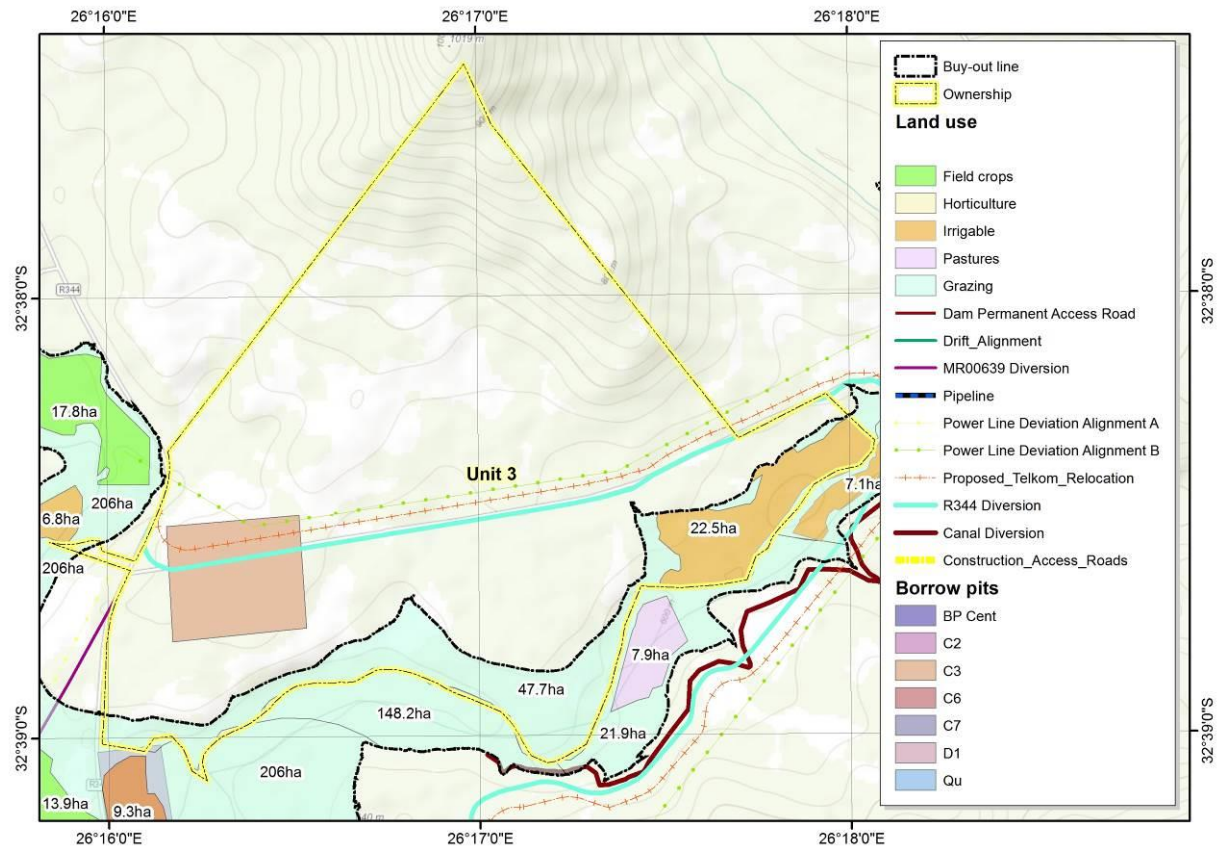 26°16'0"E
26°17'0"E
26°18'0"E
1019 m
Buy-out line
Ownership
Land use
Field crops
Horticulture
Irrigable
Pastures
Grazing
Dam Permanent Access Road
Drift_Alignment
MR00639 Diversion
Pipeline
Power Line Deviation Alignment A
Power Line Deviation Alignment B
Proposed_Telkom_Relocation
R344 Diversion
Canal Diversion
Construction_Access_Roads
Borrow pits
BP Cent
C2
C3
C6
C7
D1
Qu
32°38'0"S
R344
32°38'0"S
17.8ha
Unit 3
206ha
6.8ha
7.1ha
22.5ha
206ha
7.9ha
47.7ha
148.2ha
21.9ha
32°39'0"S
32°39'0"S
206ha
13.9ha
9.3ha
26°16'0"E
26°17'0"E
26°18'0"E